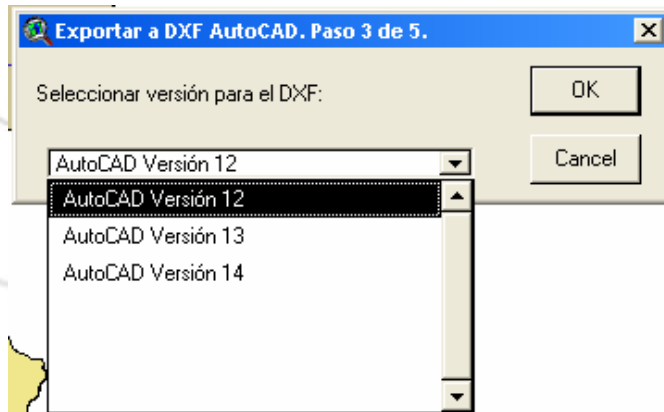 Exportar a DXF AutoCAD. Paso 3 de 5.
Seleccionar versión para el DXF:
OK
AutoCAD Versión 12
Cancel
AutoCAD Versión 12
AutoCAD Versión 13
AutoCAD Versión 14